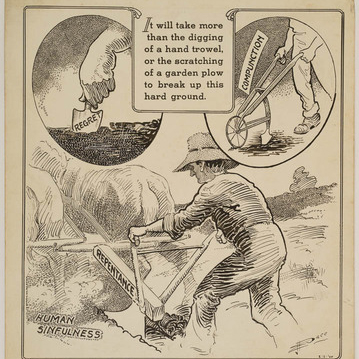 It will take more
than the digging
of a hand trowel,
or the scratching
of a garden plow
to break up this
hard ground.
REGRET
COMPUNCTION
REPENTANCE
HUMAN
SINFULNESS